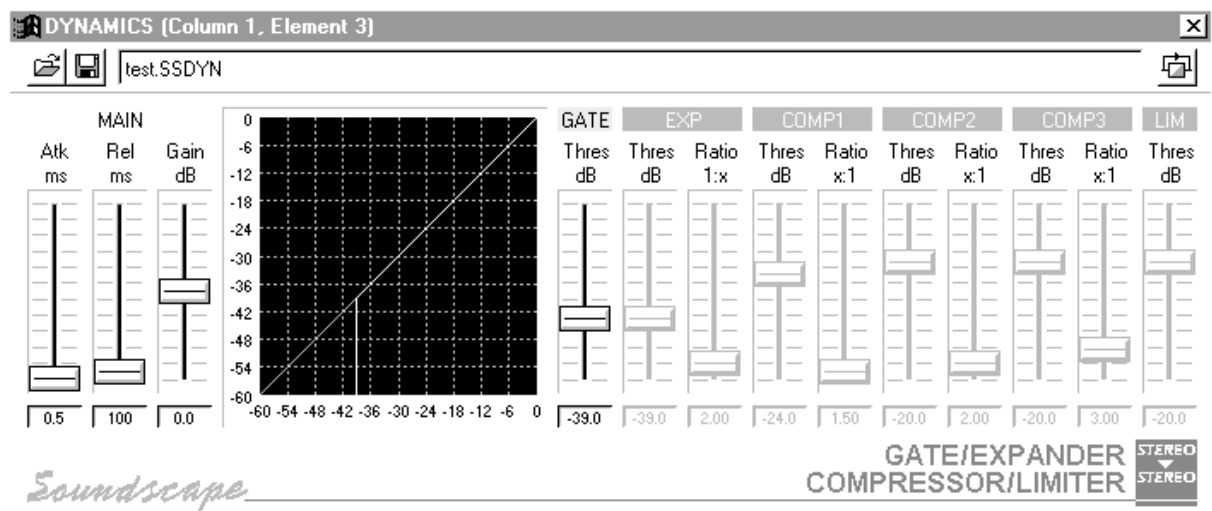 DYNAMICS (Column 1, Element 3)
test.SSDYN
MAIN
Atk ms
Rel ms
Gain dB
0.5 100 0.0
0
-6
-12
-18
-24
-30
-36
-42
-48
-54
-60
-60 -54 -48 -42 -36 -30 -24 -18 -12 -6 0
GATE EXP COMP1 COMP2 COMP3 LIM
Thres Thres Ratio Thres Ratio Thres Ratio Thres Ratio Thres
dB dB 1:x dB x:1 dB x:1 dB x:1 dB
-39.0 -39.0 2.00 -24.0 1.50 -20.0 2.00 -20.0 3.00 -20.0
Soundscape
GATE/EXPANDER
COMPRESSOR/LIMITER
STEREO
STEREO